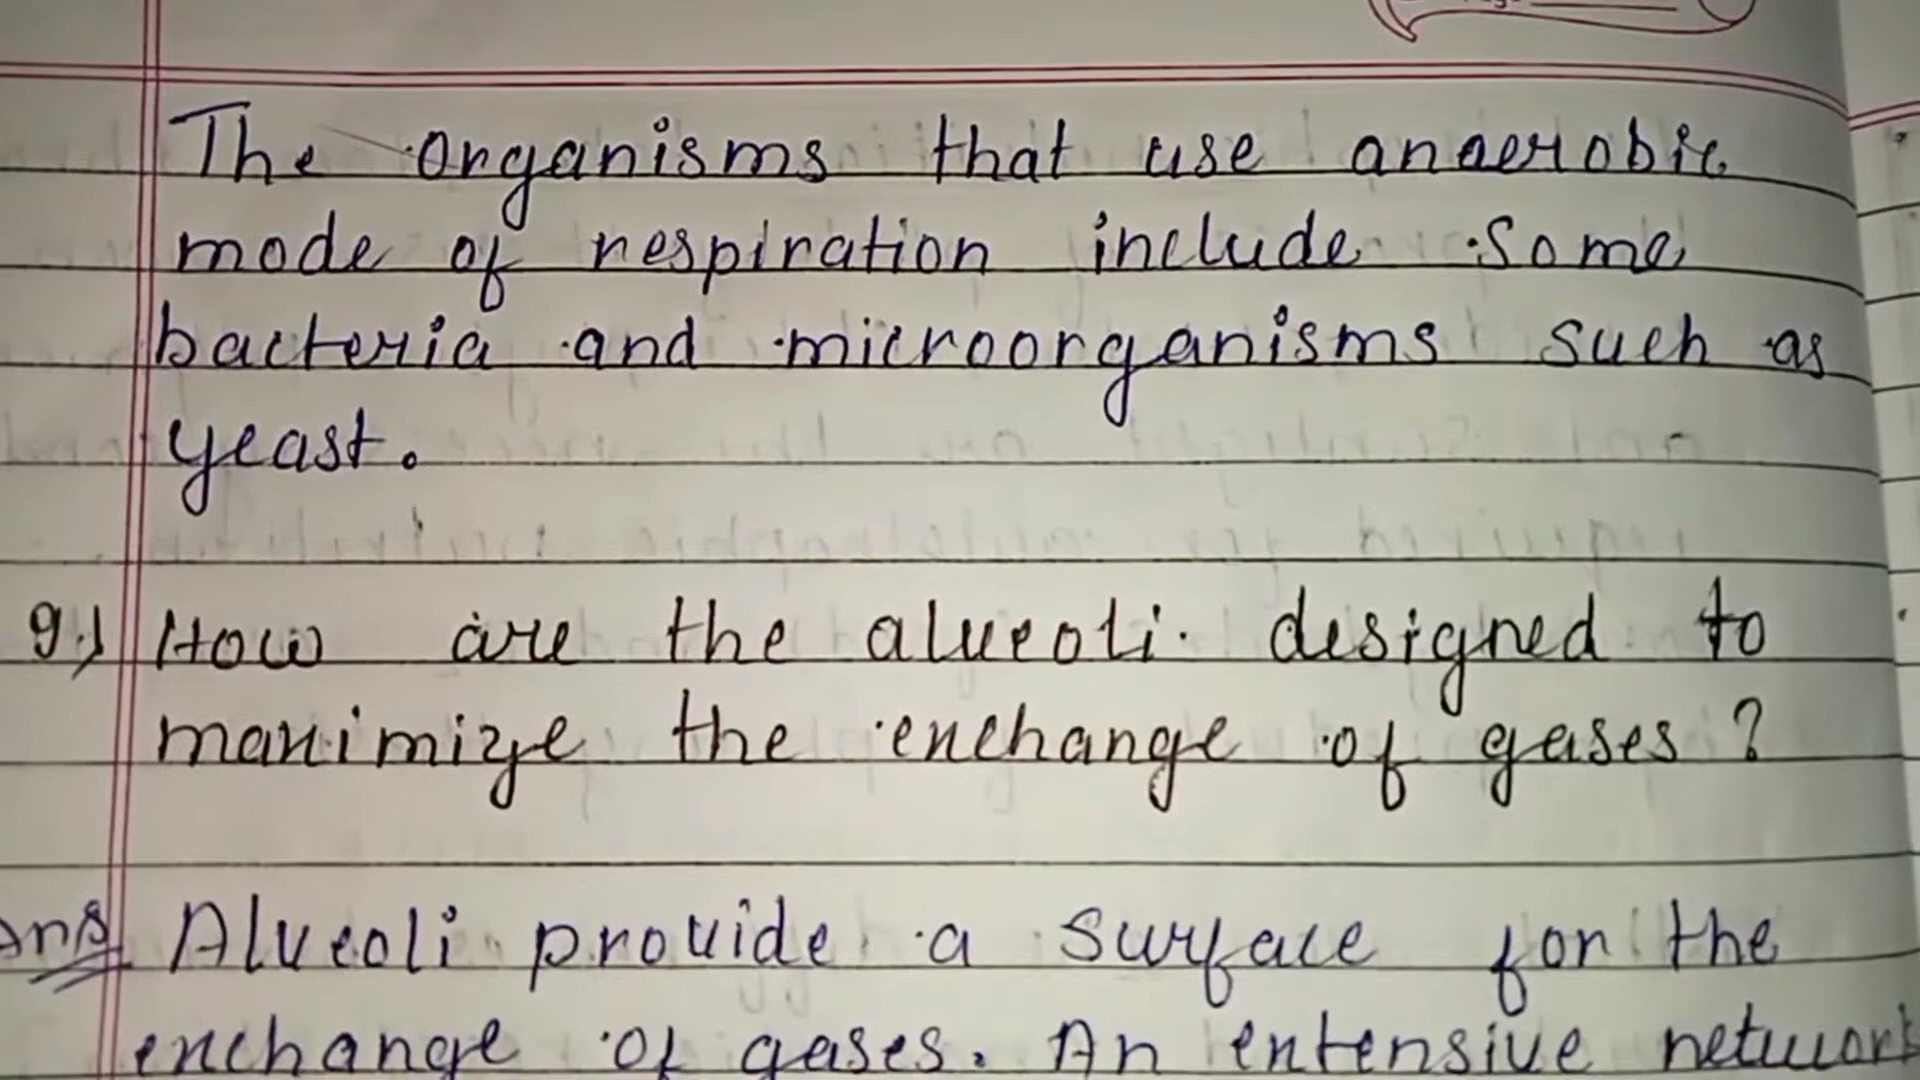 The organisms that use anaerobic
mode of respiration include some
bacteria and microorganisms such as
yeast.
9.) How are the alveoli designed to
maximize the exchange of gases?
Ans Alveoli provide a surface for the
exchange of gases. An extensive network